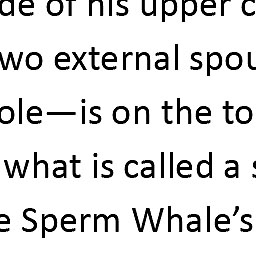 de of his upper c
wo external spou
ole—is on the to
what is called a s
e Sperm Whale’s